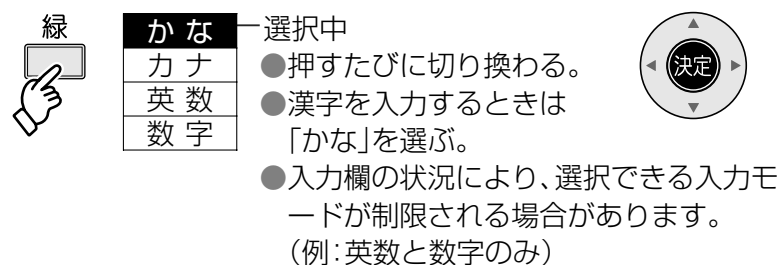 緑
かな
カナ
英数
数字
選択中
●押すたびに切り換わる。
●漢字を入力するときは
「かな」を選ぶ。
●入力欄の状況により、選択できる入力モ
ードが制限される場合があります。
(例：英数と数字のみ)
決定